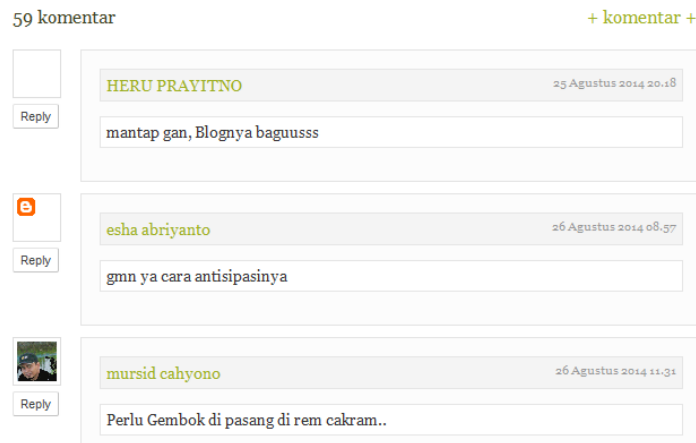 59 komentar
+ komentar +
HERU PRAYITNO
25 Agustus 2014 20.18
Reply
mantap gan, Blognya baguusss
esha abriyanto
26 Agustus 2014 08.57
Reply
gmn ya cara antisipasinya
mursid cahyono
26 Agustus 2014 11.31
Reply
Perlu Gembok di pasang di rem cakram..